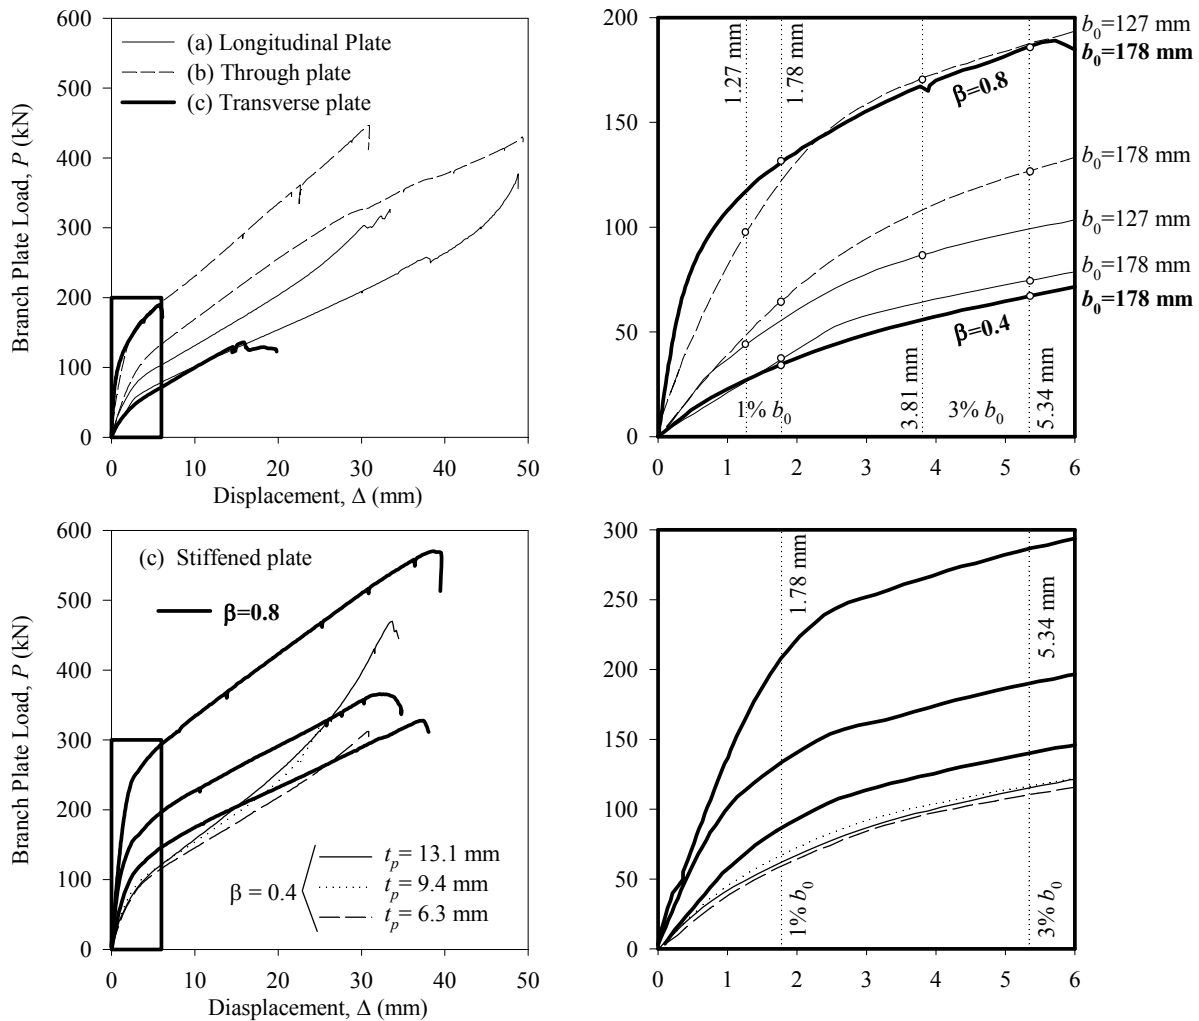 600
500
400
300
200
100
0
Branch Plate Load, P (kN)
(a) Longitudinal Plate
(b) Through plate
(c) Transverse plate
0 10 20 30 40 50
Displacement, Δ (mm)
200
150
100
50
0
1.27 mm
1.78 mm
3.81 mm
5.34 mm
1% b0
3% b0
β=0.8
β=0.4
b0=127 mm
b0=178 mm
b0=178 mm
b0=127 mm
b0=178 mm
b0=178 mm
0 1 2 3 4 5 6
600
500
400
300
200
100
0
Branch Plate Load, P (kN)
(c) Stiffened plate
β=0.8
β = 0.4
tp= 13.1 mm
tp= 9.4 mm
tp= 6.3 mm
0 10 20 30 40 50
Diasplacement, Δ (mm)
300
250
200
150
100
50
0
1.78 mm
5.34 mm
1% b0
3% b0
0 1 2 3 4 5 6